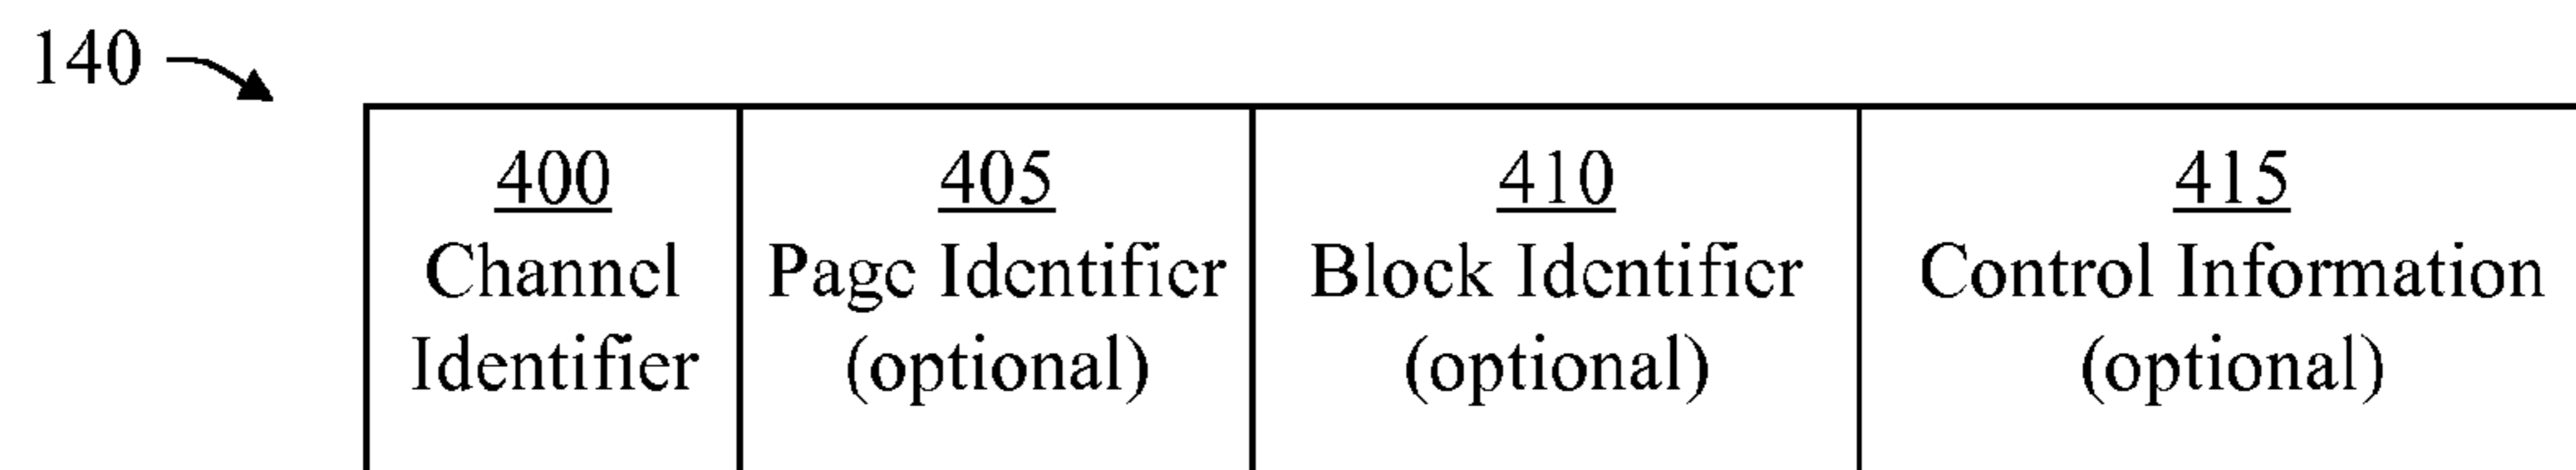 140
400 405 410 415
Channel Page Identifier Block Identifier Control Information
Identifier (optional) (optional) (optional)